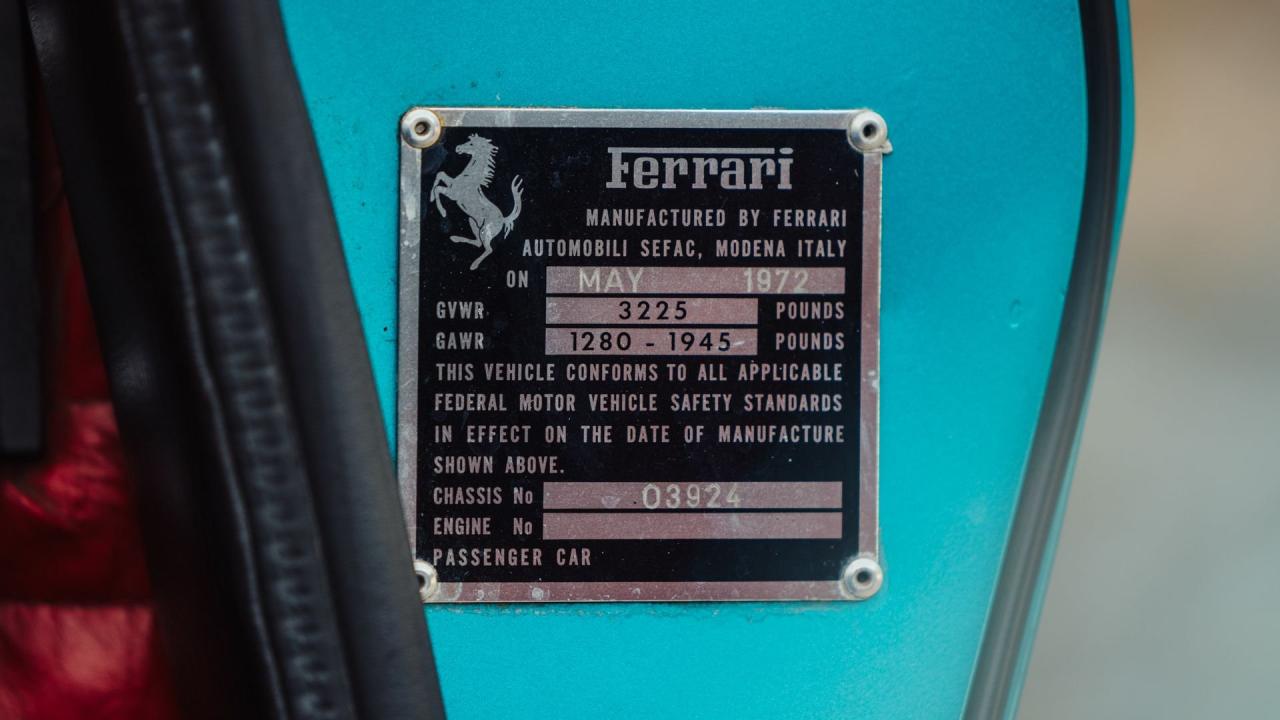 Ferrari
MANUFACTURED BY FERRARI
AUTOMOBILI SEFAC, MODENA ITALY
ON MAY 1972
GVWR 3225 POUNDS
GAWR 1280 - 1945 POUNDS
THIS VEHICLE CONFORMS TO ALL APPLICABLE
FEDERAL MOTOR VEHICLE SAFETY STANDARDS
IN EFFECT ON THE DATE OF MANUFACTURE
SHOWN ABOVE.
CHASSIS No 03924
ENGINE No
PASSENGER CAR